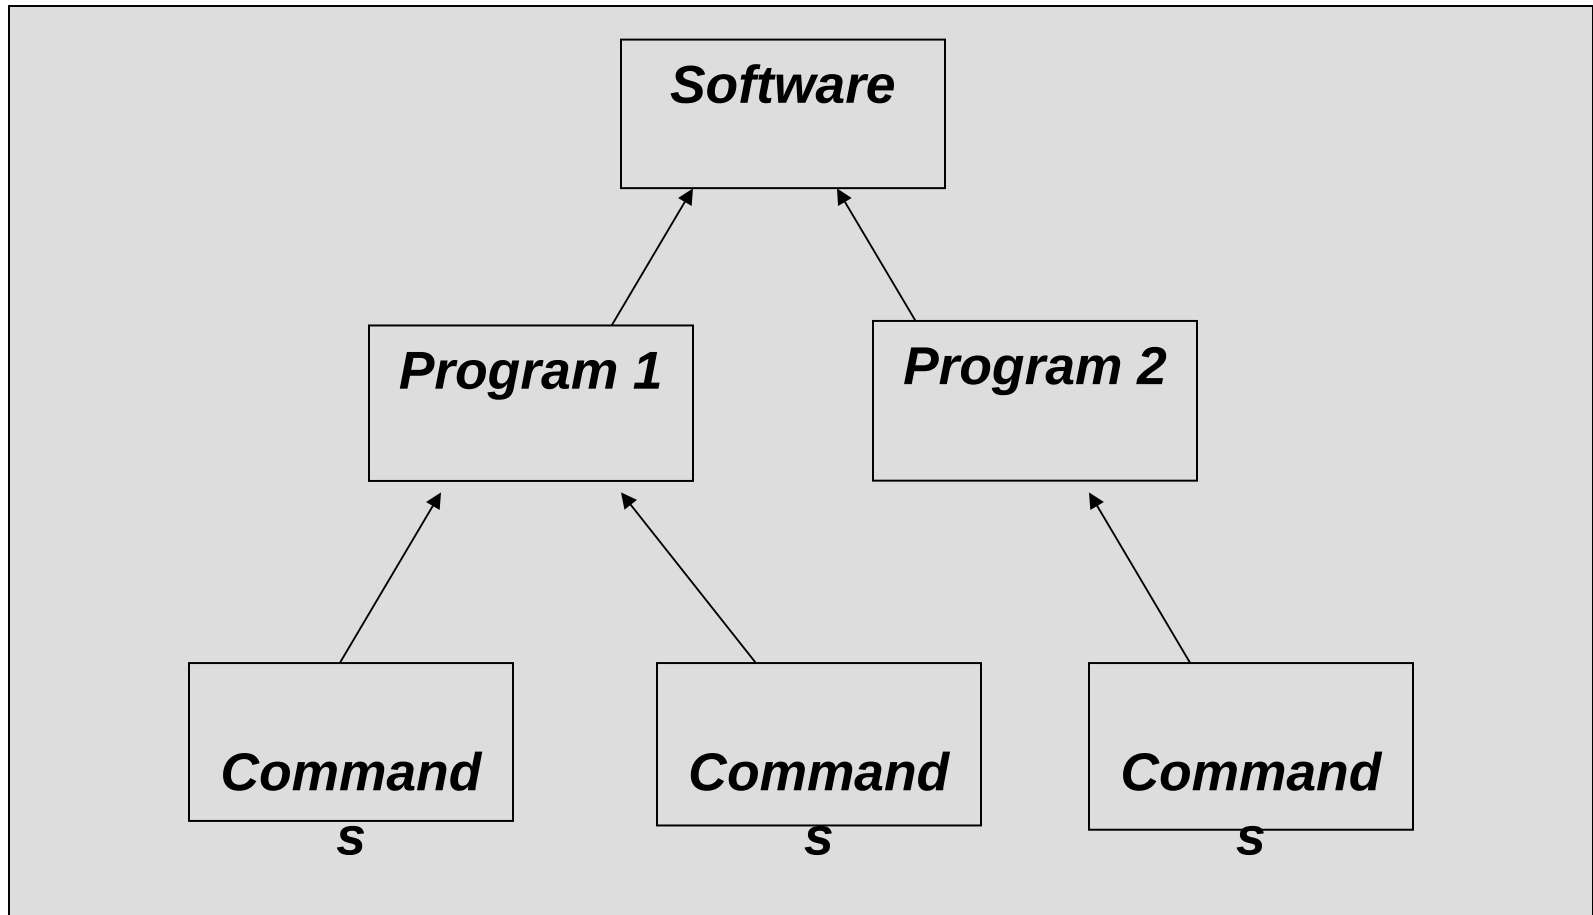 Software
Program 1
Program 2
Command
s
Command
s
Command
s